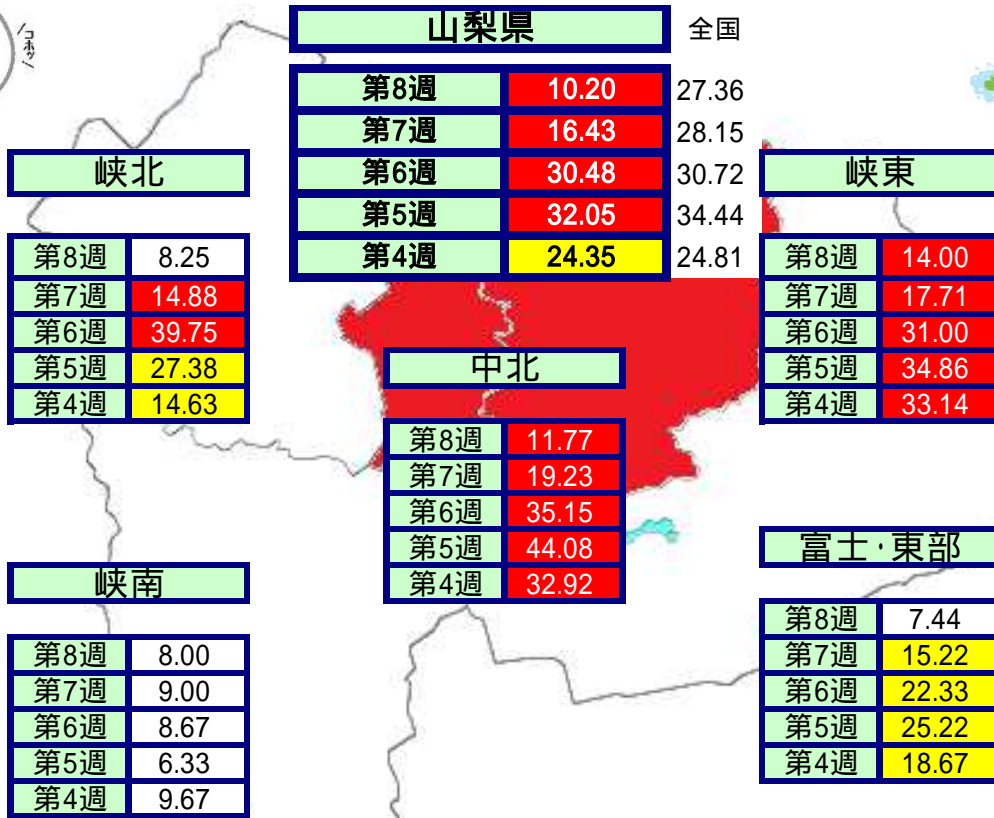 \コホッ/
山梨県 全国
第8週 10.20 27.36
第7週 16.43 28.15
第6週 30.48 30.72
第5週 32.05 34.44
第4週 24.35 24.81
峡北
第8週 8.25
第7週 14.88
第6週 39.75
第5週 27.38
第4週 14.63
峡東
第8週 14.00
第7週 17.71
第6週 31.00
第5週 34.86
第4週 33.14
中北
第8週 11.77
第7週 19.23
第6週 35.15
第5週 44.08
第4週 32.92
峡南
第8週 8.00
第7週 9.00
第6週 8.67
第5週 6.33
第4週 9.67
富士・東部
第8週 7.44
第7週 15.22
第6週 22.33
第5週 25.22
第4週 18.67